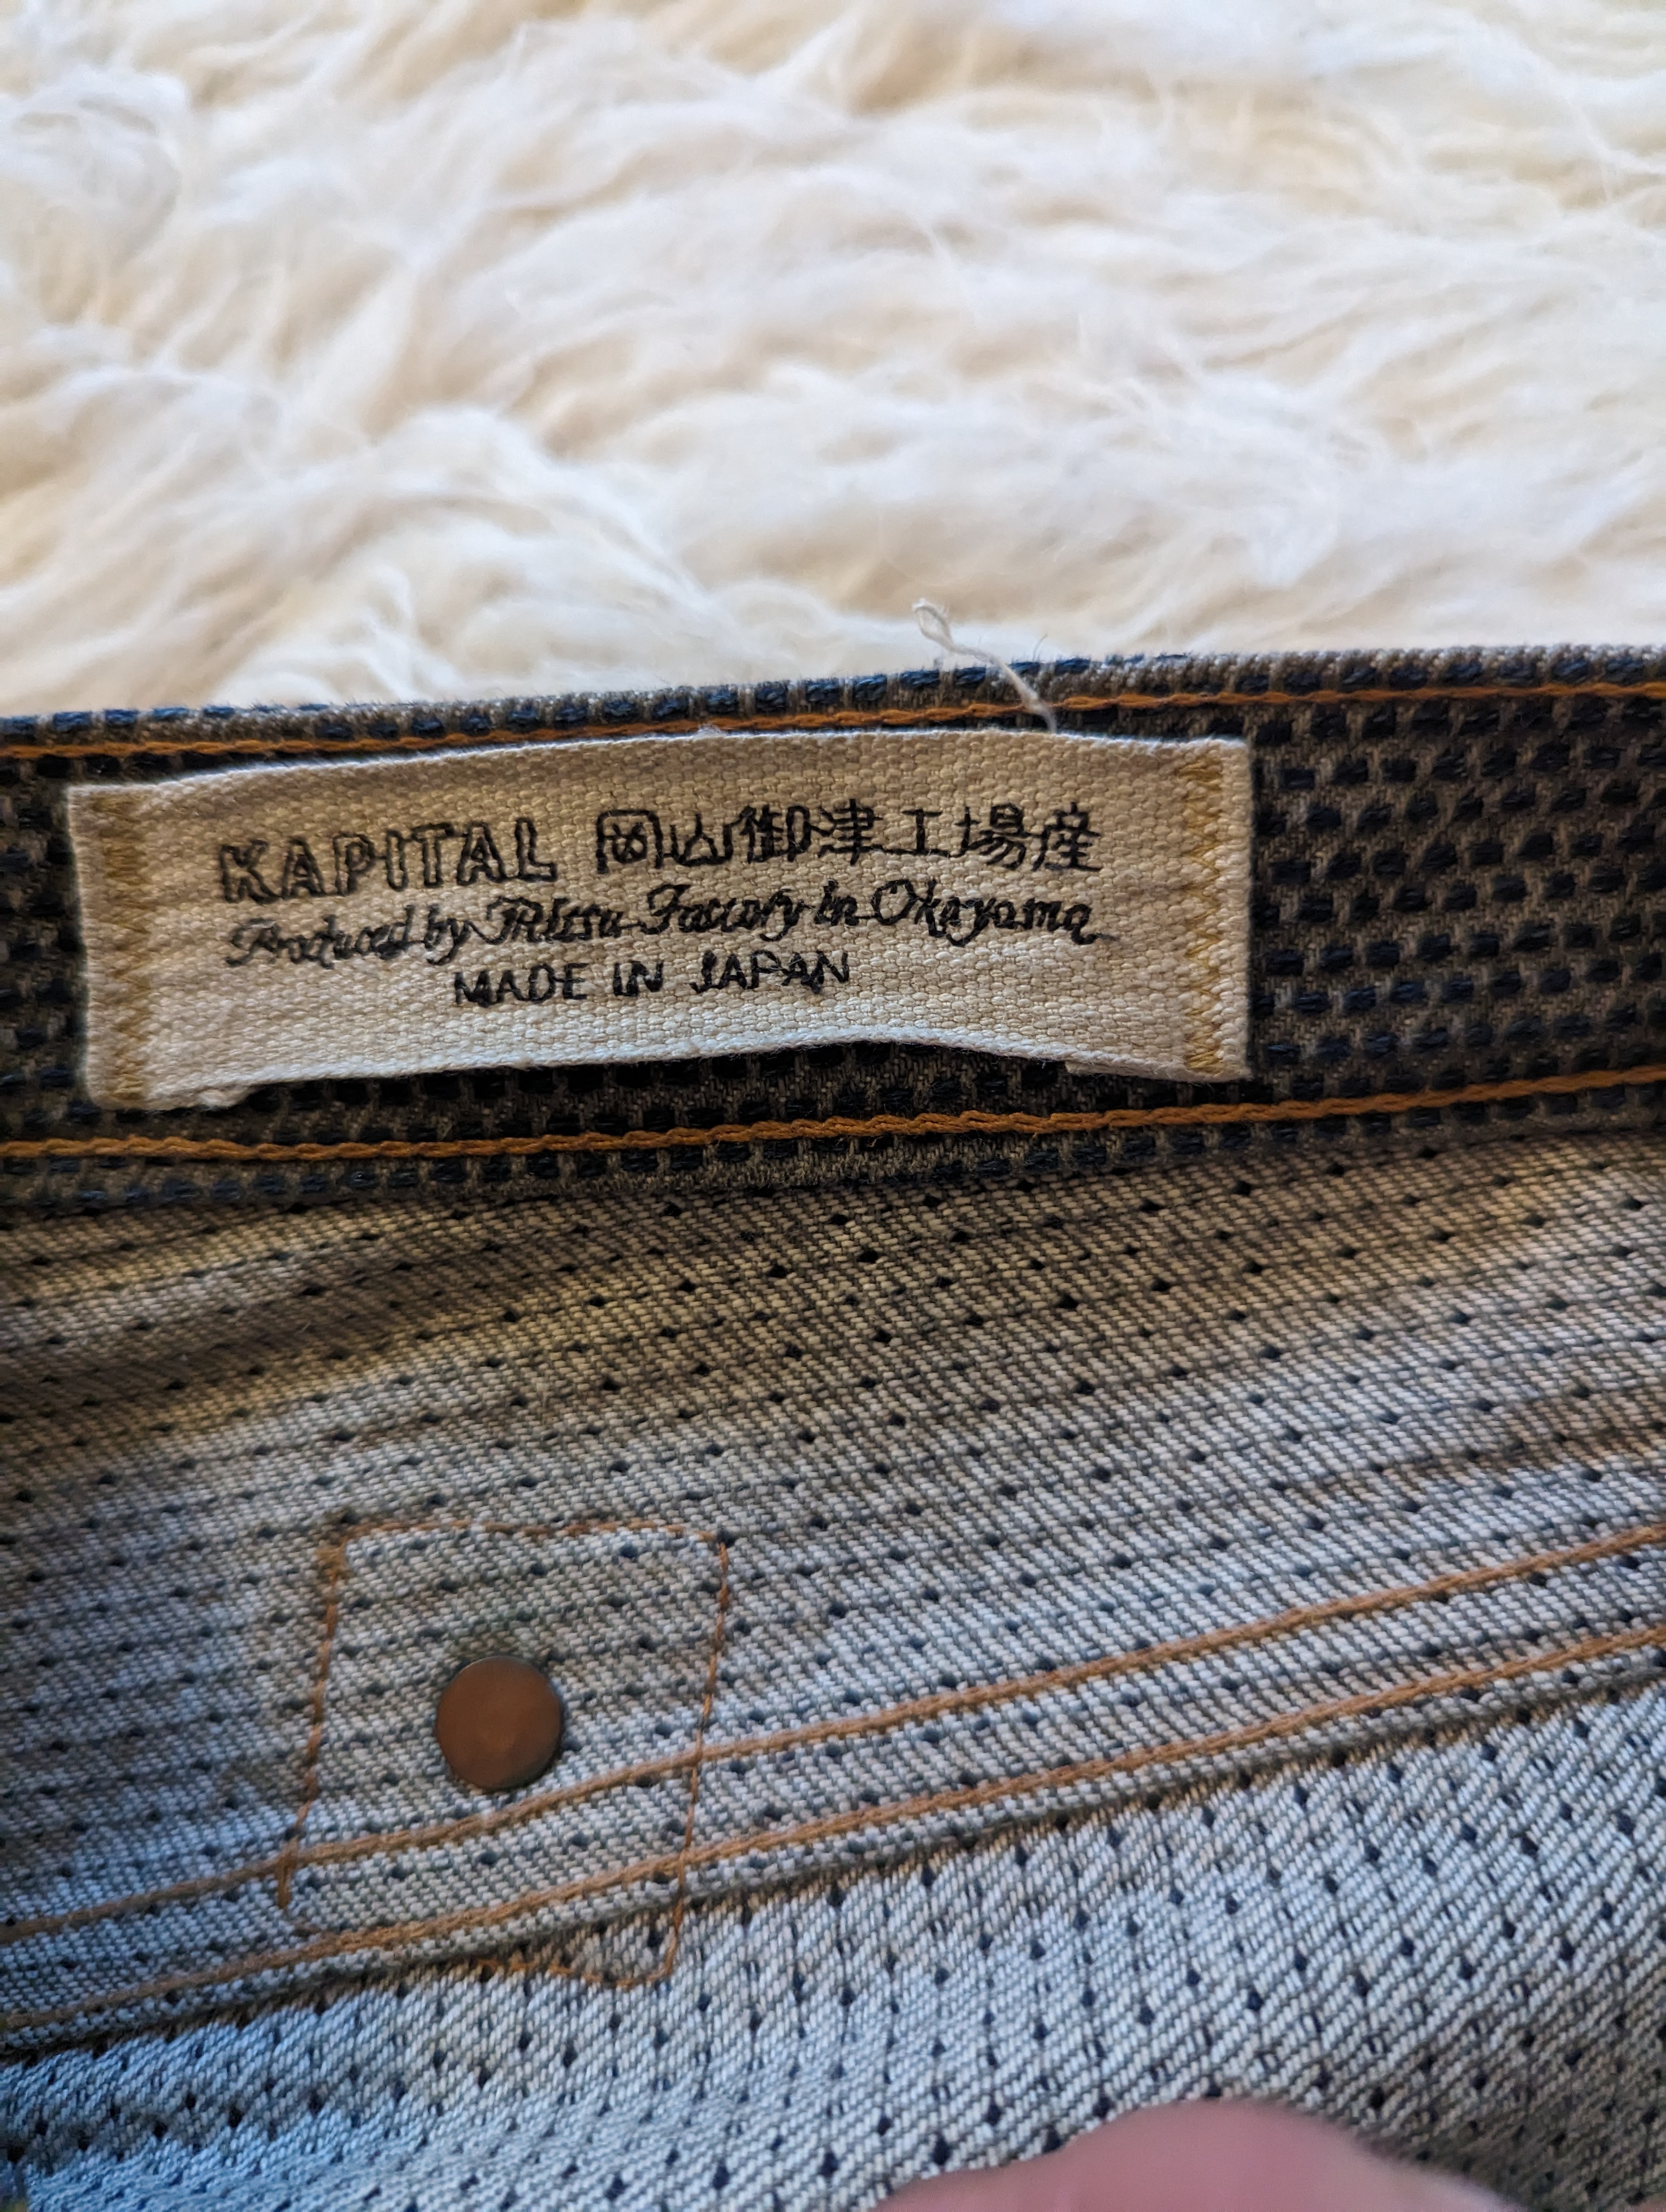 KAPITAL 岡山御津工場産
Produced by Mitsu Factory in Okayama
MADE IN JAPAN